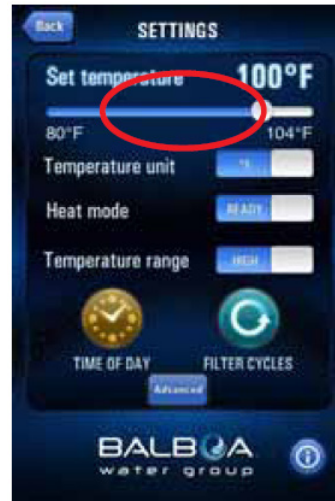 Back
SETTINGS
Set temperature 100°F
80°F 104°F
Temperature unit °F
Heat mode READY
Temperature range HIGH
TIME OF DAY FILTER CYCLES
Advanced
BALBOA
water group
i